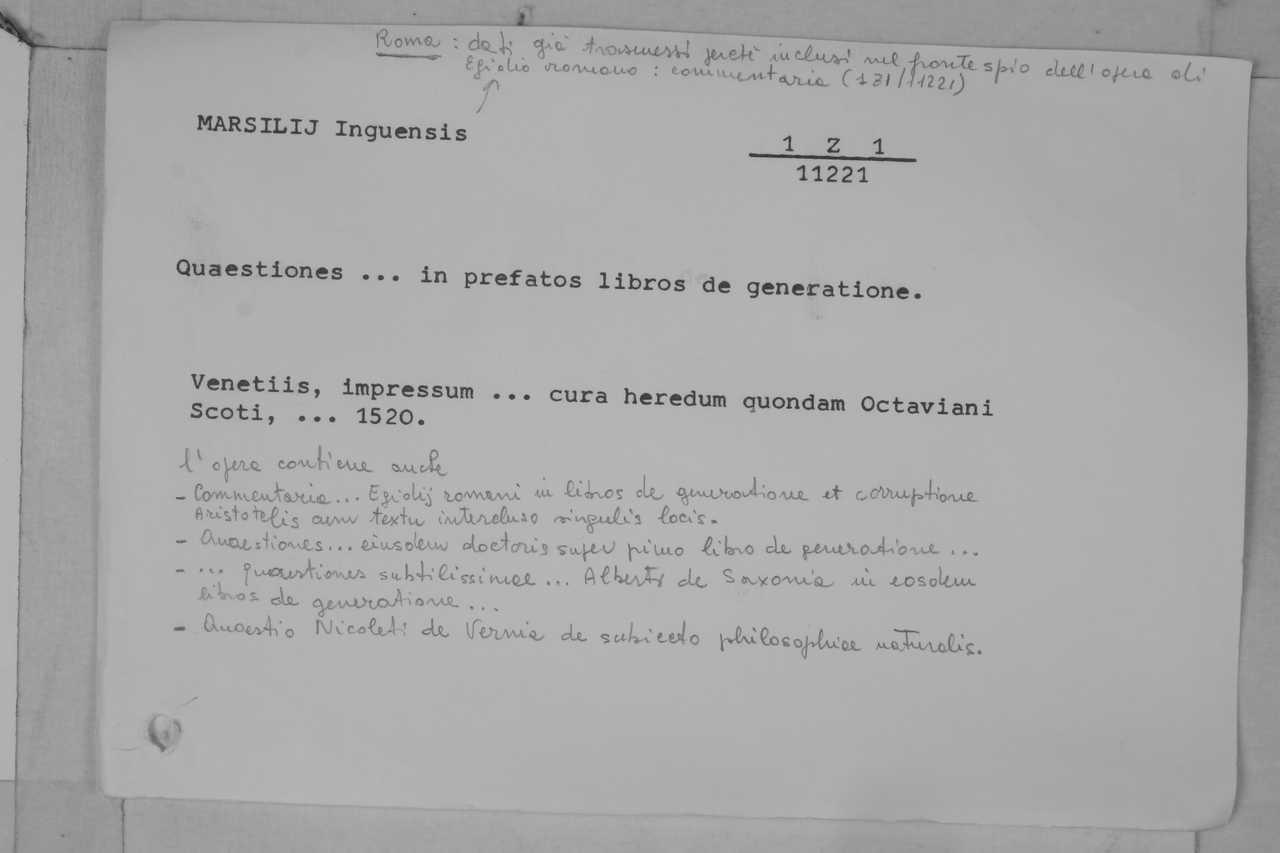 Roma : dati già trasmessi perchè inclusi nel frontespizio dell'opera di
Egidio romano : commentaria (1Z1/11221)
MARSILIJ Inguensis
1 Z 1
11221
Quaestiones ... in prefatos libros de generatione.
Venetiis, impressum ... cura heredum quondam Octaviani
Scoti, ... 1520.
l'opera contiene anche
- Commentaria... Egidij romani in libros de generatione et corruptione
Aristotelis cum textu intercluso singulis locis.
- Quaestiones... eiusdem doctoris super primo libro de generatione ...
- ... quaestiones subtilissimae ... Alberti de Saxonia in eosdem
libros de generatione ...
- Quaestio Nicoleti de Vernia de subiecto philosophiae naturalis.